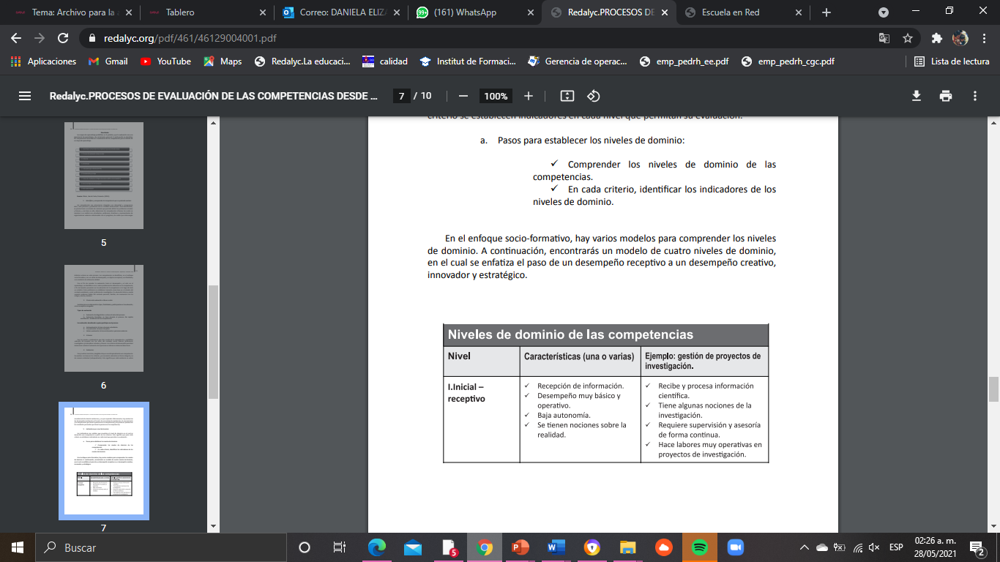 Tema: Archivo para la a
Tablero
Correo: DANIELA ELIZA
99+
(161) WhatsApp
Redalyc.PROCESOS DE
Escuela en Red
redalyc.org/pdf/461/46129004001.pdf
Aplicaciones
Gmail
YouTube
Maps
Redalyc.La educaci...
calidad
Institut de Formaci...
Gerencia de operac...
emp_pedrh_ee.pdf
emp_pedrh_cgc.pdf
Lista de lectura
Redalyc.PROCESOS DE EVALUACIÓN DE LAS COMPETENCIAS DESDE ...
7 / 10
100%
5
6
7
criterio se establecen indicadores en cada nivel que permitan su evaluación.
a. Pasos para establecer los niveles de dominio:
✓ Comprender los niveles de dominio de las
competencias.
✓ En cada criterio, identificar los indicadores de los
niveles de dominio.
En el enfoque socio-formativo, hay varios modelos para comprender los niveles
de dominio. A continuación, encontrarás un modelo de cuatro niveles de dominio,
en el cual se enfatiza el paso de un desempeño receptivo a un desempeño creativo,
innovador y estratégico.
Niveles de dominio de las competencias
Nivel
Características (una o varias)
Ejemplo: gestión de proyectos de
investigación.
I.Inicial –
receptivo
✓ Recepción de información.
✓ Desempeño muy básico y
operativo.
✓ Baja autonomía.
✓ Se tienen nociones sobre la
realidad.
✓ Recibe y procesa información
científica.
✓ Tiene algunas nociones de la
investigación.
✓ Requiere supervisión y asesoría
de forma continua.
✓ Hace labores muy operativas en
proyectos de investigación.
Buscar
5
ESP
02:26 a. m.
28/05/2021
2